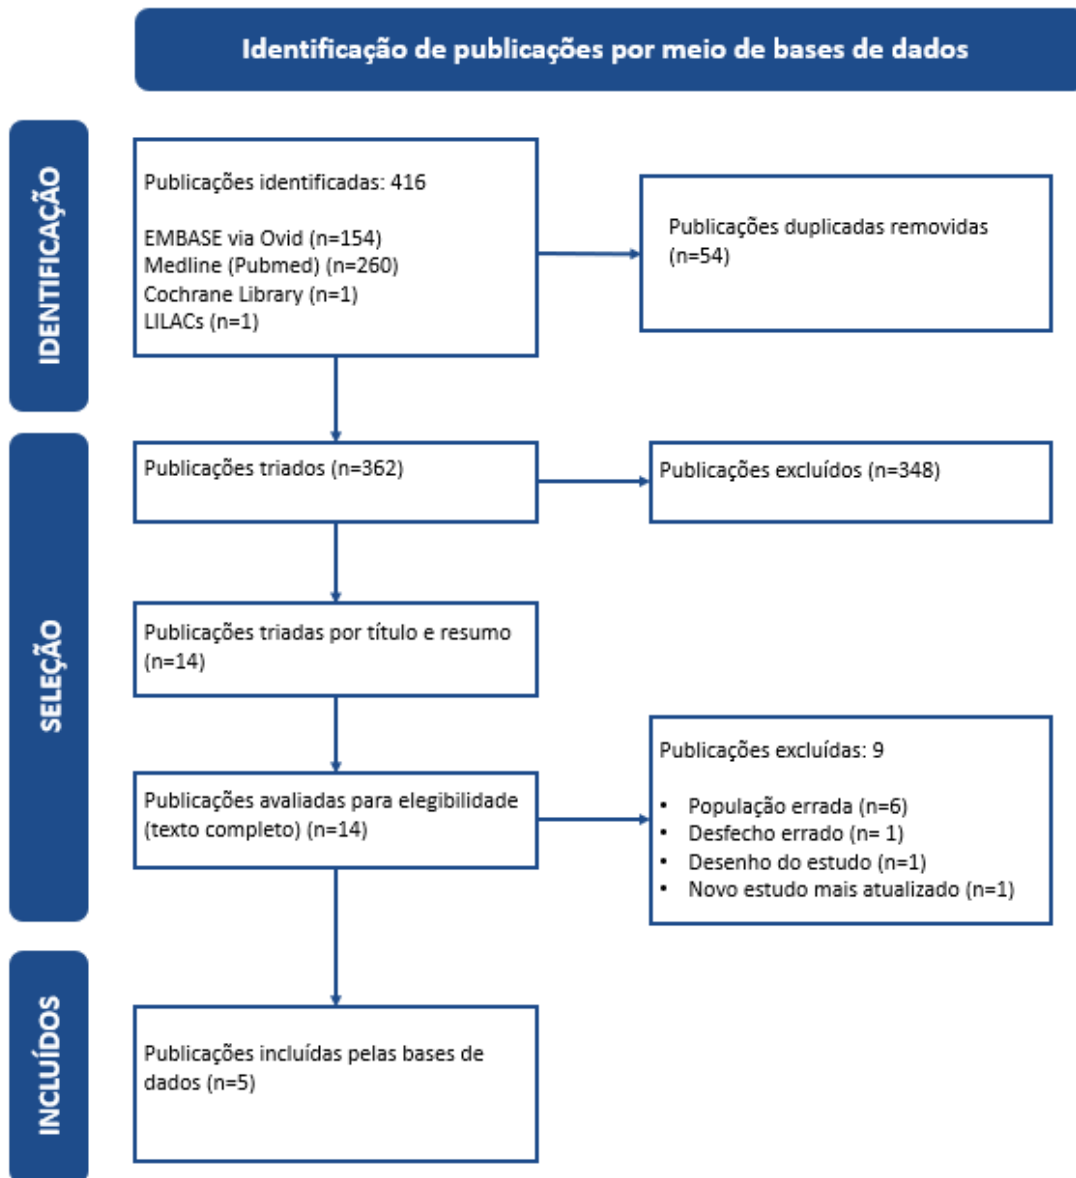 Identificação de publicações por meio de bases de dados
IDENTIFICAÇÃO
Publicações identificadas: 416
EMBASE via Ovid (n=154)
Medline (Pubmed) (n=260)
Cochrane Library (n=1)
LILACs (n=1)
Publicações duplicadas removidas
(n=54)
SELEÇÃO
Publicações triados (n=362)
Publicações excluídos (n=348)
Publicações triadas por título e resumo
(n=14)
Publicações avaliadas para elegibilidade
(texto completo) (n=14)
Publicações excluídas: 9
• População errada (n=6)
• Desfecho errado (n= 1)
• Desenho do estudo (n=1)
• Novo estudo mais atualizado (n=1)
INCLUÍDOS
Publicações incluídas pelas bases de
dados (n=5)